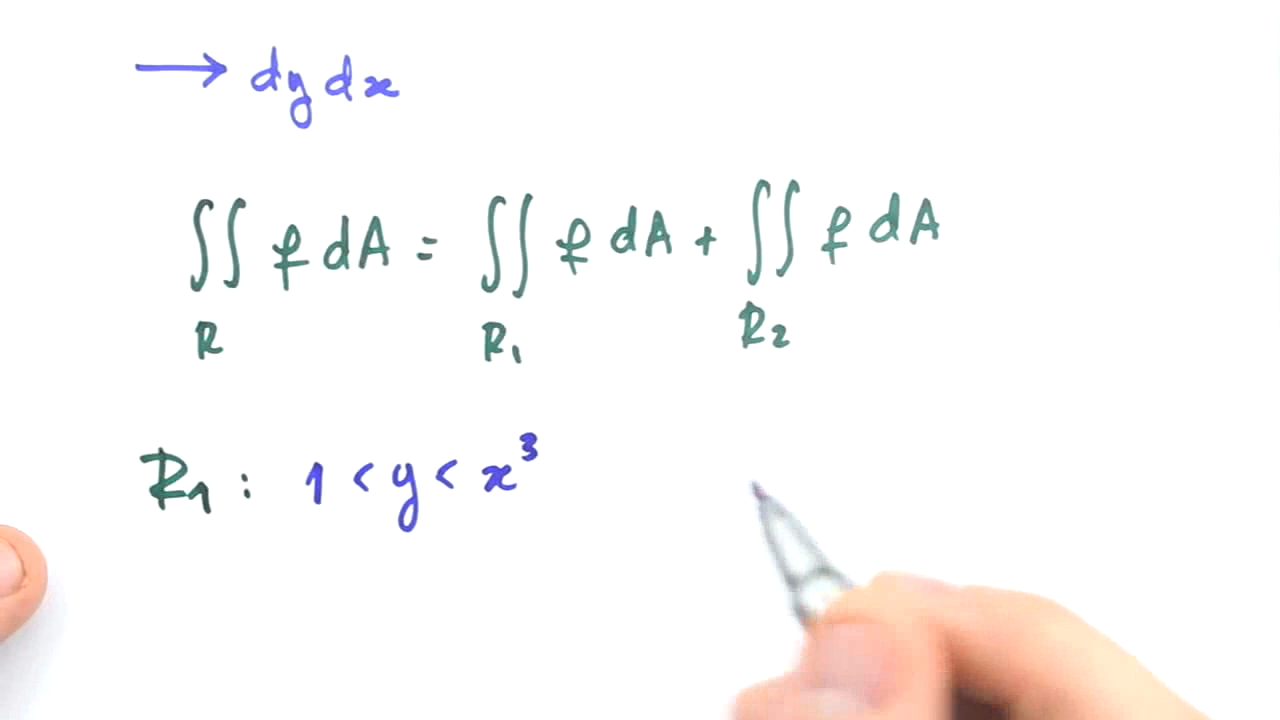 → dy dx
∬ f dA = ∬ f dA + ∬ f dA
R R₁ R₂
R₁ : 1 < y < x³